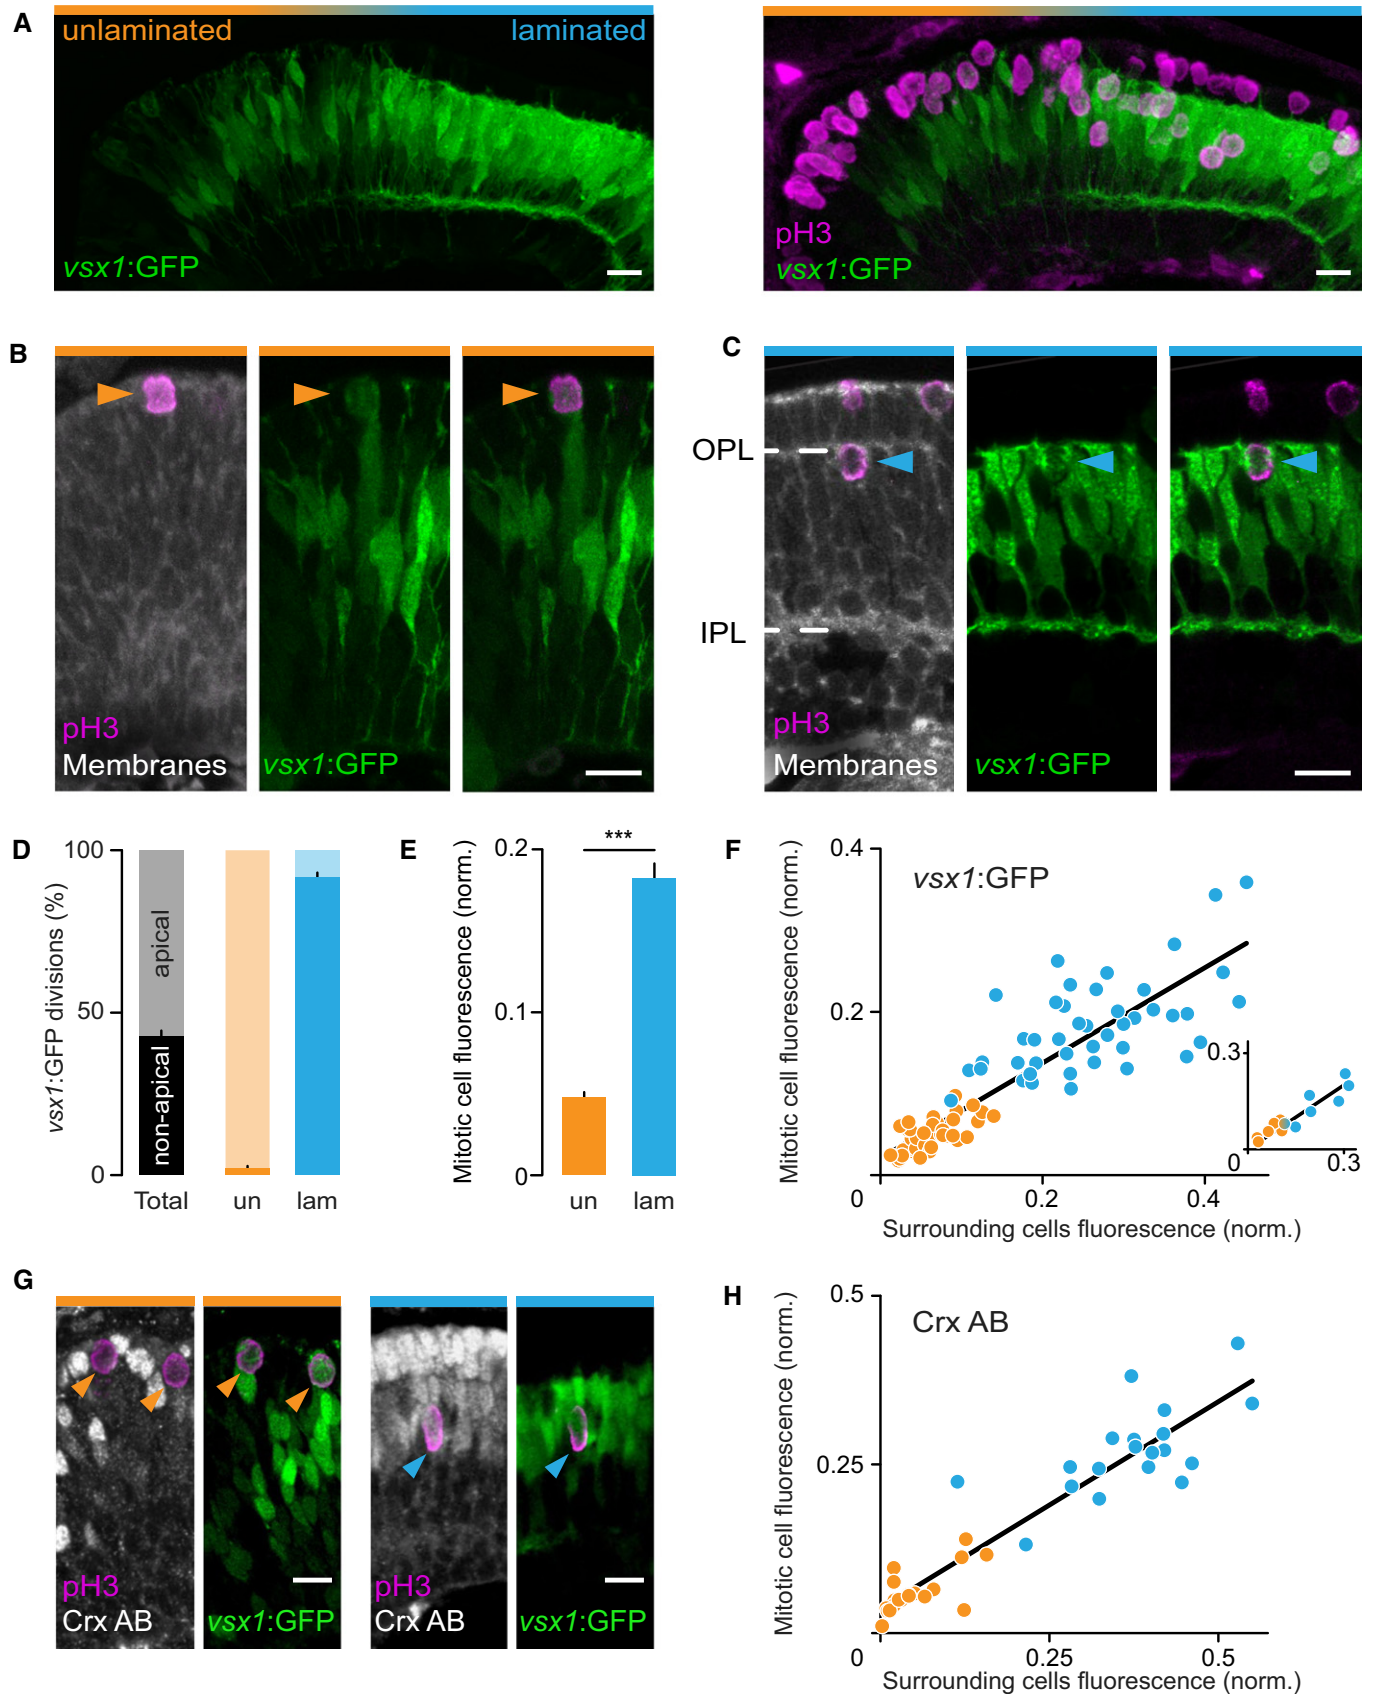 A
unlaminated
laminated
vsx1:GFP
pH3
vsx1:GFP
B
pH3
Membranes
vsx1:GFP
C
OPL
IPL
pH3
Membranes
vsx1:GFP
D
vsx1:GFP divisions (%)
100
50
0
apical
non-apical
Total
un
lam
E
Mitotic cell fluorescence (norm.)
0.2
0.1
0
***
un
lam
F
Mitotic cell fluorescence (norm.)
0.4
0.2
0
vsx1:GFP
0.2
0.4
Surrounding cells fluorescence (norm.)
0.3
0
0.3
G
pH3
Crx AB
vsx1:GFP
pH3
Crx AB
vsx1:GFP
H
Mitotic cell fluorescence (norm.)
0.5
0.25
0
Crx AB
0.25
0.5
Surrounding cells fluorescence (norm.)